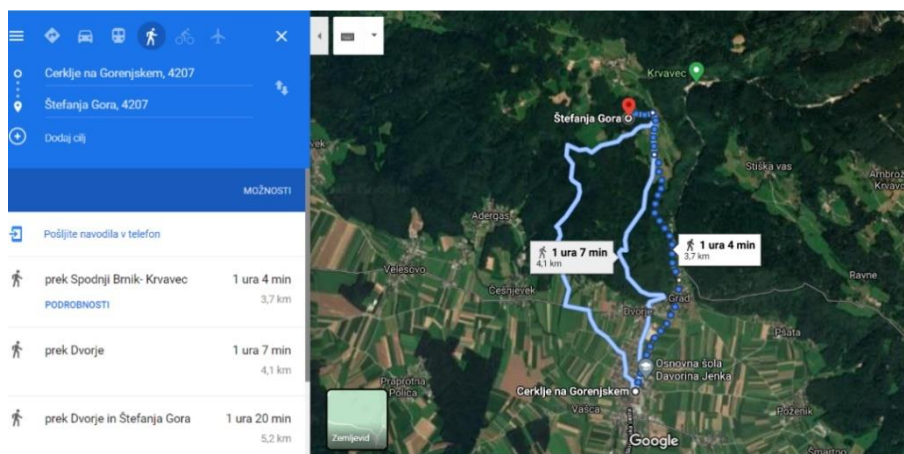 Cerklje na Gorenjskem, 4207
Štefanja Gora, 4207
Dodaj cilj
MOŽNOSTI
Pošljite navodila v telefon
prek Spodnji Brnik- Krvavec
1 ura 4 min
3,7 km
PODROBNOSTI
prek Dvorje
1 ura 7 min
4,1 km
prek Dvorje in Štefanja Gora
1 ura 20 min
5,2 km
Krvavec
Štefanja Gora
Stiška vas
Ambrož
Krvavec
Adergas
1 ura 7 min
4,1 km
1 ura 4 min
3,7 km
Velesovo
Češnjevek
Ravne
Grad
Dvorje
Pšata
Osnovna šola
Davorina Jenka
Praprotna
Polica
Cerklje na Gorenjskem
Vašca
Poženik
Zemljevid
Google
Šmartno